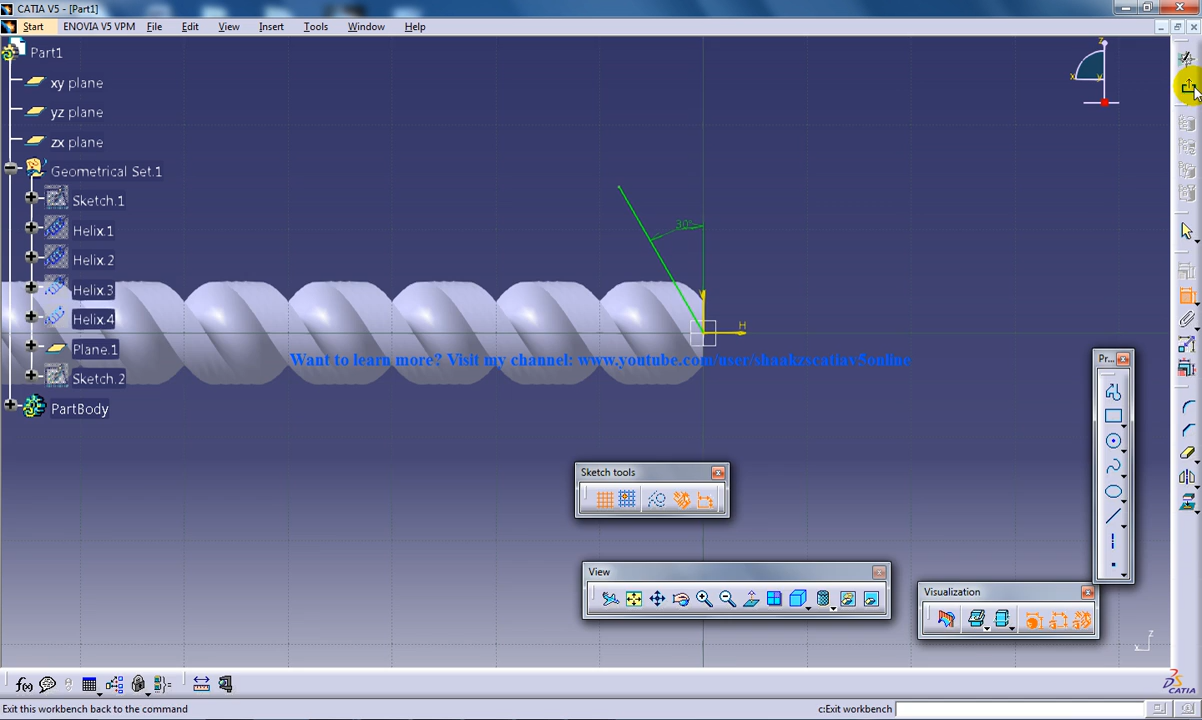 CATIA V5 - [Part1]
Start ENOVIA V5 VPM File Edit View Insert Tools Window Help
Part1
xy plane
yz plane
zx plane
Geometrical Set.1
Sketch.1
Helix.1
Helix.2
Helix.3
Helix.4
Plane.1
Sketch.2
PartBody
z
x
y
30°
H
Want to learn more? Visit my channel: www.youtube.com/user/shaakzscatiav5online
Pr...
Sketch tools
View
Visualization
z
x
f(x)
DS
CATIA
Exit this workbench back to the command
c:Exit workbench